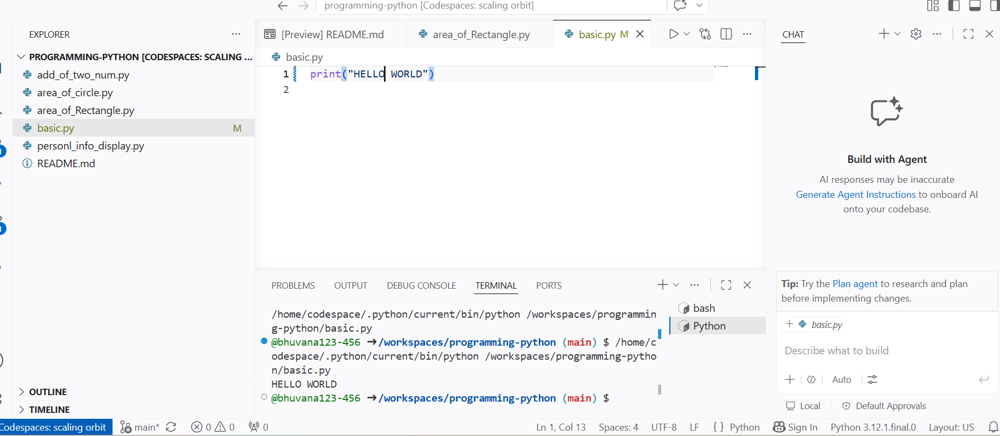 programming-python [Codespaces: scaling orbit]
EXPLORER
PROGRAMMING-PYTHON [CODESPACES: SCALING ...
add_of_two_num.py
area_of_circle.py
area_of_Rectangle.py
basic.py M
personl_info_display.py
README.md
OUTLINE
TIMELINE
[Preview] README.md
area_of_Rectangle.py
basic.py M
basic.py
1 print("HELLO WORLD")
2
PROBLEMS OUTPUT DEBUG CONSOLE TERMINAL PORTS
/home/codespace/.python/current/bin/python /workspaces/programmin
g-python/basic.py
@bhuvana123-456 ➜/workspaces/programming-python (main) $ /home/c
odespace/.python/current/bin/python /workspaces/programming-pytho
n/basic.py
HELLO WORLD
@bhuvana123-456 ➜/workspaces/programming-python (main) $
bash
Python
CHAT
Build with Agent
AI responses may be inaccurate
Generate Agent Instructions to onboard AI
onto your codebase.
Tip: Try the Plan agent to research and plan
before implementing changes.
basic.py
Describe what to build
Auto
Local Default Approvals
Codespaces: scaling orbit main* 0 0 0 Ln 1, Col 13 Spaces: 4 UTF-8 LF { } Python Sign In Python 3.12.1.final.0 Layout: US